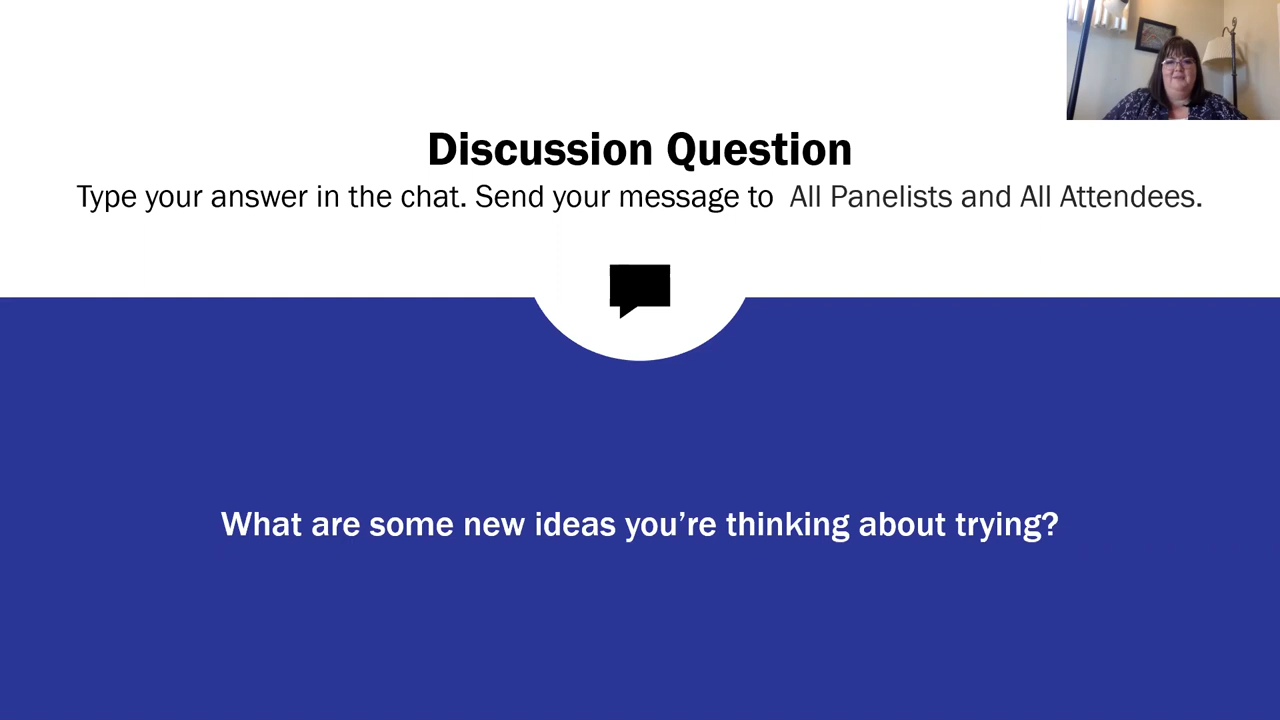 Discussion Question
Type your answer in the chat. Send your message to  All Panelists and All Attendees.
What are some new ideas you’re thinking about trying?